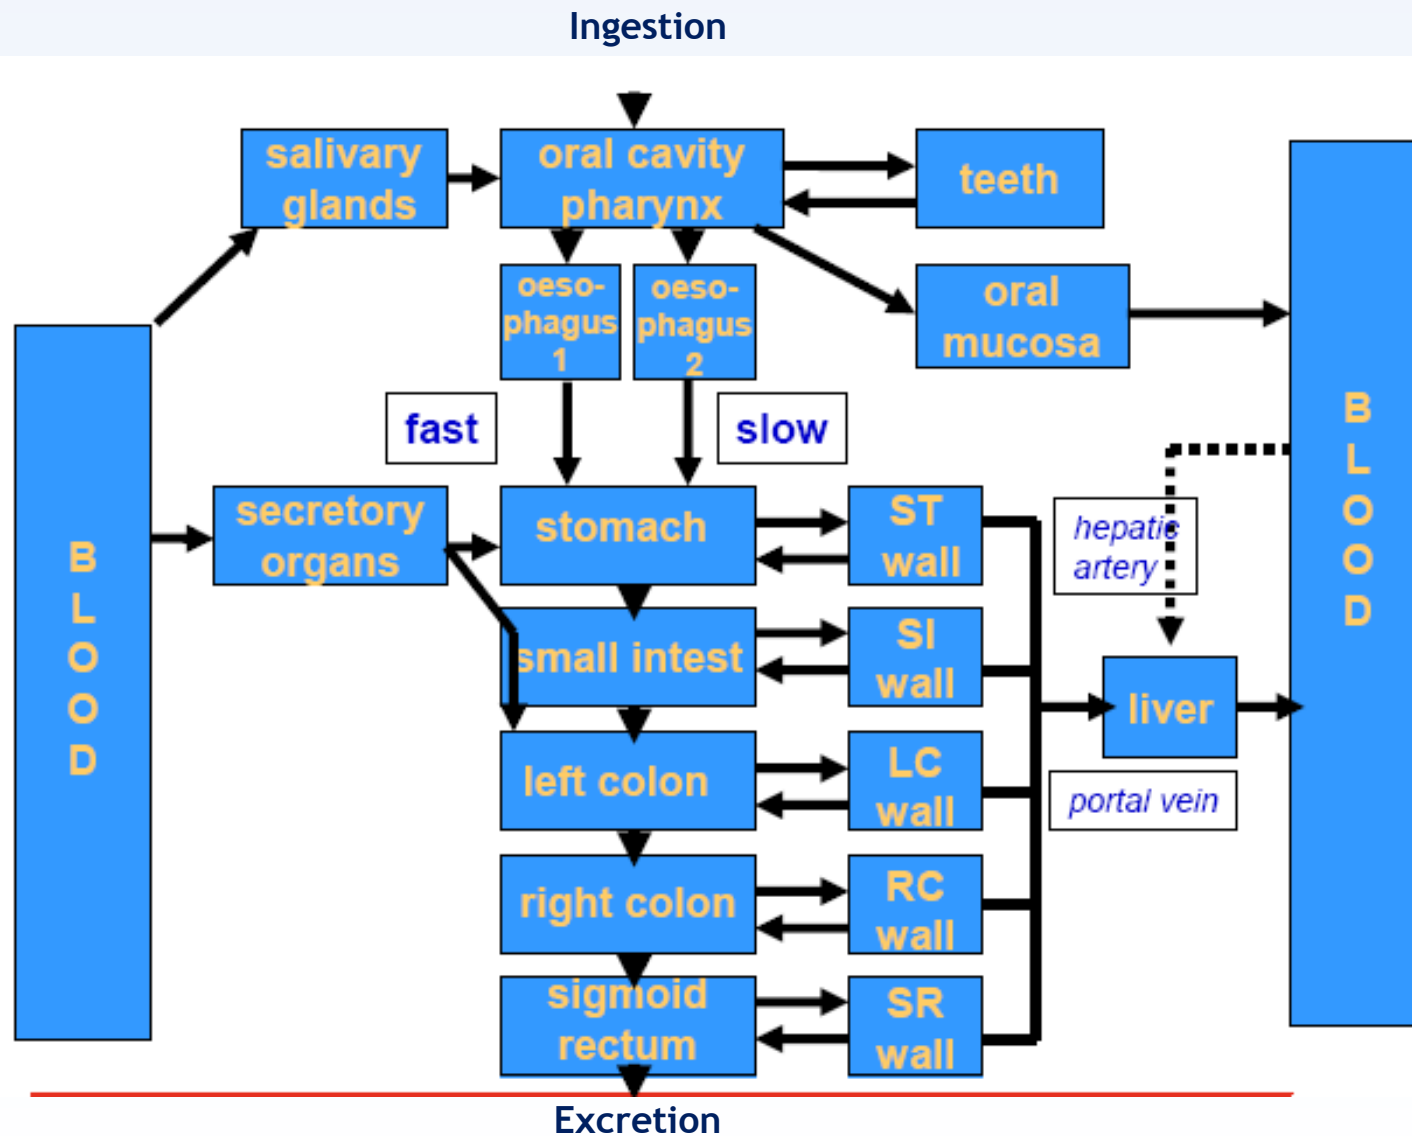 Ingestion
salivary
glands
oral cavity
pharynx
teeth
oeso-
phagus
1
oeso-
phagus
2
oral
mucosa
fast
slow
B
L
O
O
D
secretory
organs
stomach
ST
wall
hepatic
artery
B
L
O
O
D
small intest
SI
wall
liver
left colon
LC
wall
portal vein
right colon
RC
wall
sigmoid
rectum
SR
wall
Excretion